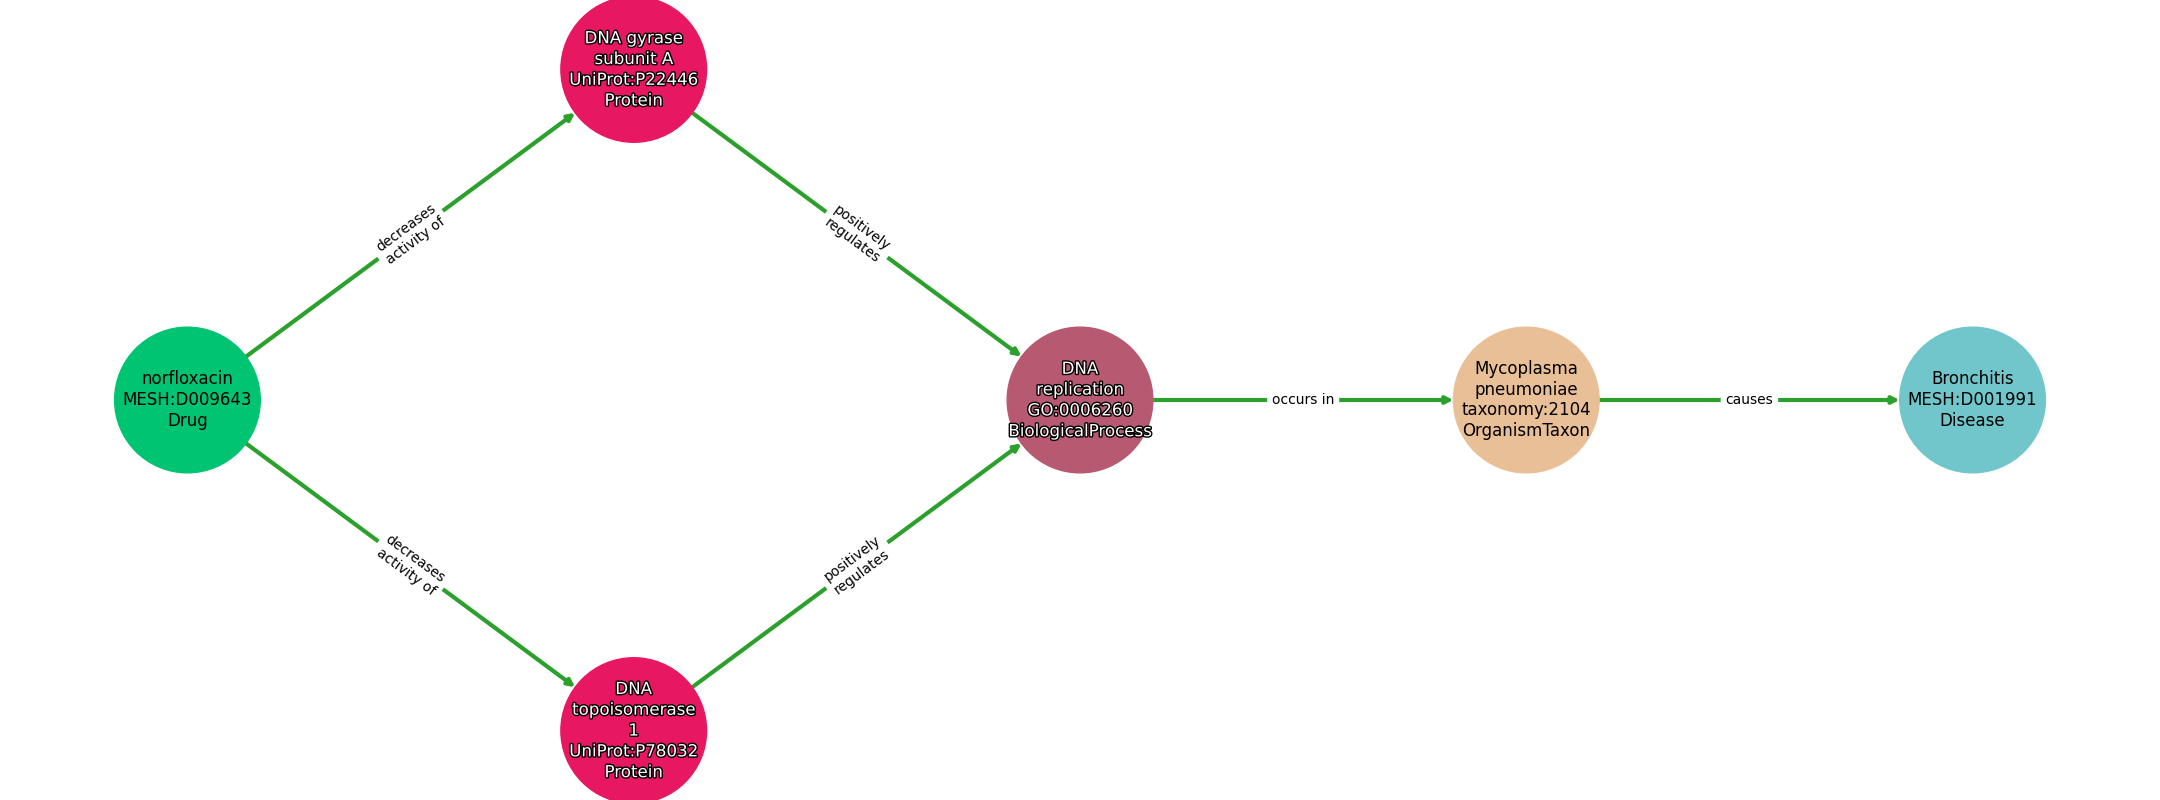 DNA gyrase
subunit A
UniProt:P22446
Protein
decreases
activity of
positively
regulates
norfloxacin
MESH:D009643
Drug
DNA
replication
GO:0006260
BiologicalProcess
occurs in
Mycoplasma
pneumoniae
taxonomy:2104
OrganismTaxon
causes
Bronchitis
MESH:D001991
Disease
decreases
activity of
positively
regulates
DNA
topoisomerase
1
UniProt:P78032
Protein